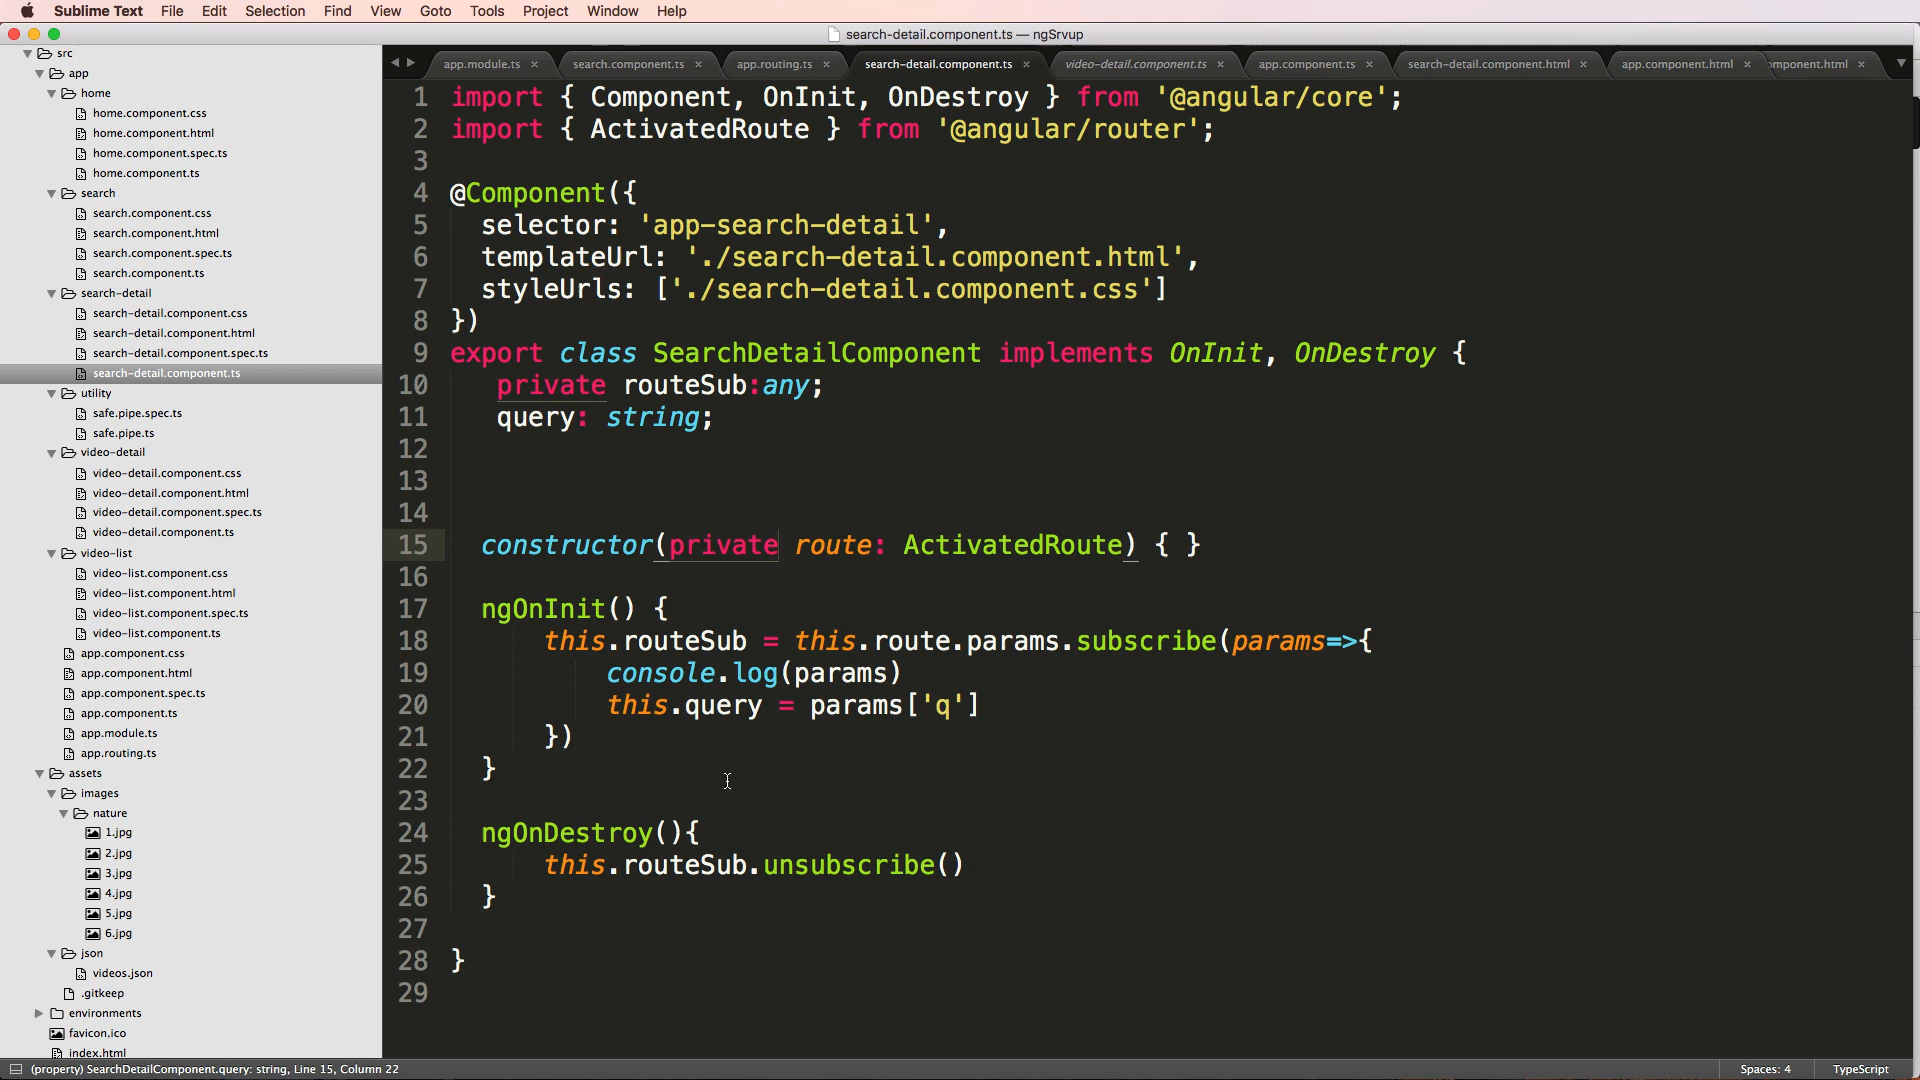 Sublime Text File Edit Selection Find View Goto Tools Project Window Help
search-detail.component.ts — ngSrvup
src
app
home
home.component.css
home.component.html
home.component.spec.ts
home.component.ts
search
search.component.css
search.component.html
search.component.spec.ts
search.component.ts
search-detail
search-detail.component.css
search-detail.component.html
search-detail.component.spec.ts
search-detail.component.ts
utility
safe.pipe.spec.ts
safe.pipe.ts
video-detail
video-detail.component.css
video-detail.component.html
video-detail.component.spec.ts
video-detail.component.ts
video-list
video-list.component.css
video-list.component.html
video-list.component.spec.ts
video-list.component.ts
app.component.css
app.component.html
app.component.spec.ts
app.component.ts
app.module.ts
app.routing.ts
assets
images
nature
1.jpg
2.jpg
3.jpg
4.jpg
5.jpg
6.jpg
json
videos.json
.gitkeep
environments
favicon.ico
index.html
app.module.ts × search.component.ts × app.routing.ts × search-detail.component.ts × video-detail.component.ts × app.component.ts × search-detail.component.html × app.component.html × mponent.html ×
1 import { Component, OnInit, OnDestroy } from '@angular/core';
2 import { ActivatedRoute } from '@angular/router';
3
4 @Component({
5 selector: 'app-search-detail',
6 templateUrl: './search-detail.component.html',
7 styleUrls: ['./search-detail.component.css']
8 })
9 export class SearchDetailComponent implements OnInit, OnDestroy {
10 private routeSub:any;
11 query: string;
12
13
14
15 constructor(private route: ActivatedRoute) { }
16
17 ngOnInit() {
18 this.routeSub = this.route.params.subscribe(params=>{
19 console.log(params)
20 this.query = params['q']
21 })
22 }
23
24 ngOnDestroy(){
25 this.routeSub.unsubscribe()
26 }
27
28 }
29
(property) SearchDetailComponent.query: string, Line 15, Column 22 Spaces: 4 TypeScript